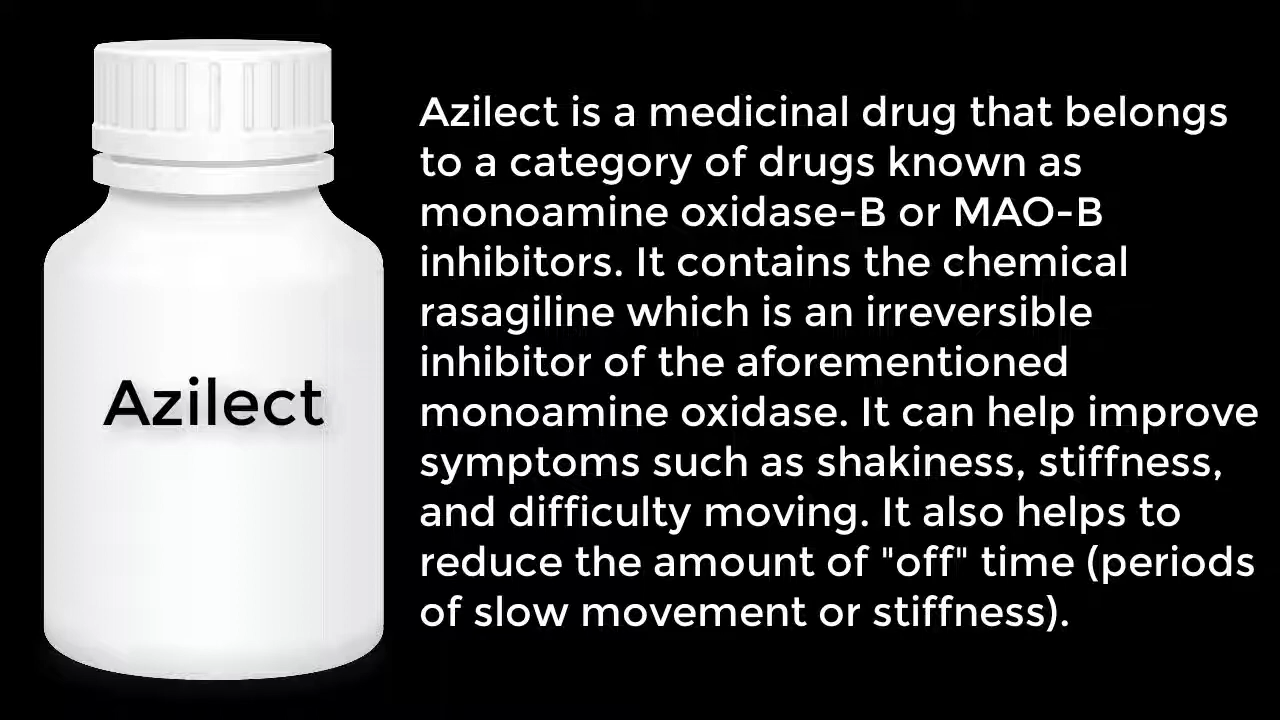 Azilect
Azilect is a medicinal drug that belongs
to a category of drugs known as
monoamine oxidase-B or MAO-B
inhibitors. It contains the chemical
rasagiline which is an irreversible
inhibitor of the aforementioned
monoamine oxidase. It can help improve
symptoms such as shakiness, stiffness,
and difficulty moving. It also helps to
reduce the amount of "off" time (periods
of slow movement or stiffness).